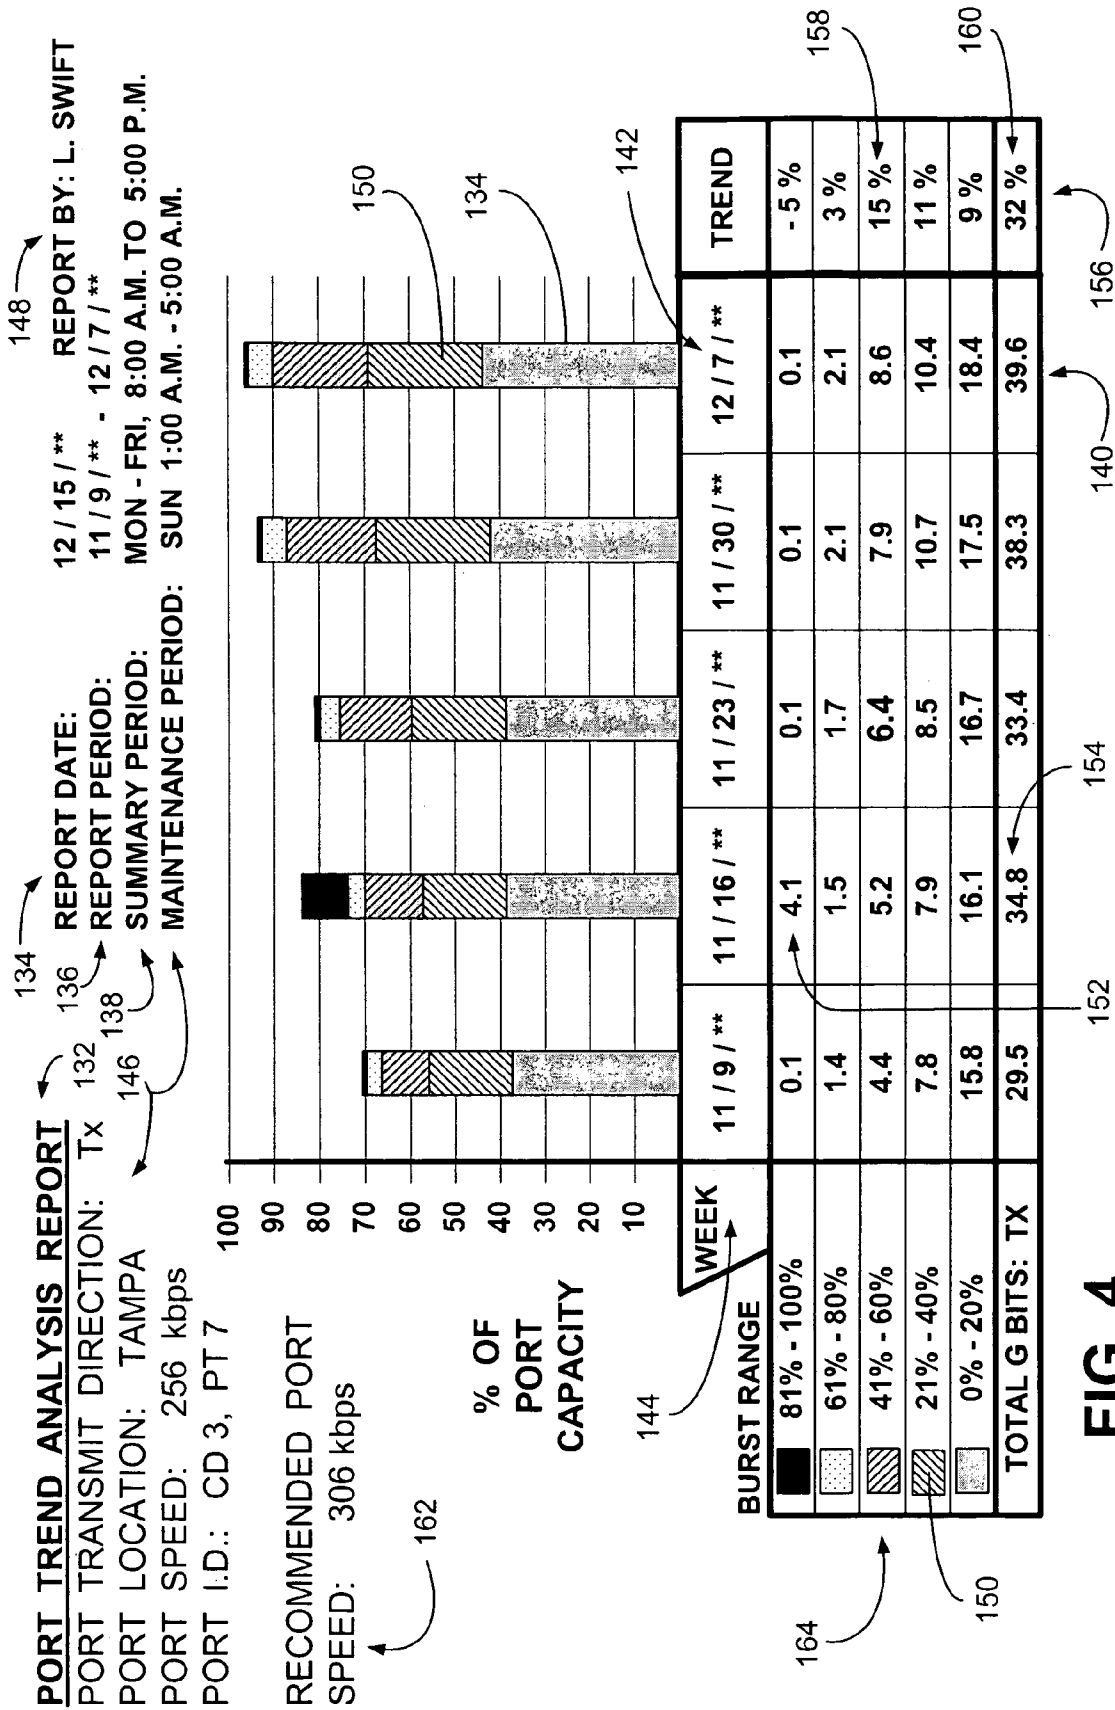 PORT TREND ANALYSIS REPORT
PORT TRANSMIT DIRECTION: Tx
PORT LOCATION: TAMPA
PORT SPEED: 256 kbps
PORT I.D.: CD 3, PT 7
132
146
134
136
138
148
REPORT DATE: 12 / 15 / ** REPORT BY: L. SWIFT
REPORT PERIOD: 11 / 9 / ** - 12 / 7 / **
SUMMARY PERIOD: MON - FRI, 8:00 A.M. TO 5:00 P.M.
MAINTENANCE PERIOD: SUN 1:00 A.M. - 5:00 A.M.
RECOMMENDED PORT
SPEED: 306 kbps
162
% OF
PORT
CAPACITY
100
90
80
70
60
50
40
30
20
10
150
134
142
144
158
160
BURST RANGE WEEK 11 / 9 / ** 11 / 16 / ** 11 / 23 / ** 11 / 30 / ** 12 / 7 / ** TREND
81% - 100% 0.1 4.1 0.1 0.1 0.1 - 5 %
61% - 80% 1.4 1.5 1.7 2.1 2.1 3 %
41% - 60% 4.4 5.2 6.4 7.9 8.6 15 %
21% - 40% 7.8 7.9 8.5 10.7 10.4 11 %
0% - 20% 15.8 16.1 16.7 17.5 18.4 9 %
TOTAL G BITS: TX 29.5 34.8 33.4 38.3 39.6 32 %
164
150
152
154
140
156
FIG. 4